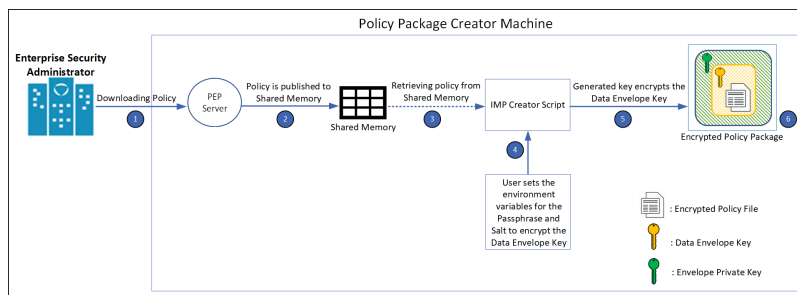 Policy Package Creator Machine
Enterprise Security
Administrator
Downloading Policy
1
PEP
Server
Policy is published to
Shared Memory
2
Shared Memory
Retrieving policy from
Shared Memory
3
IMP Creator Script
4
User sets the
environment
variables for the
Passphrase and
Salt to encrypt the
Data Envelope Key
Generated key encrypts the
Data Envelope Key
5
Encrypted Policy Package
6
: Encrypted Policy File
: Data Envelope Key
: Envelope Private Key